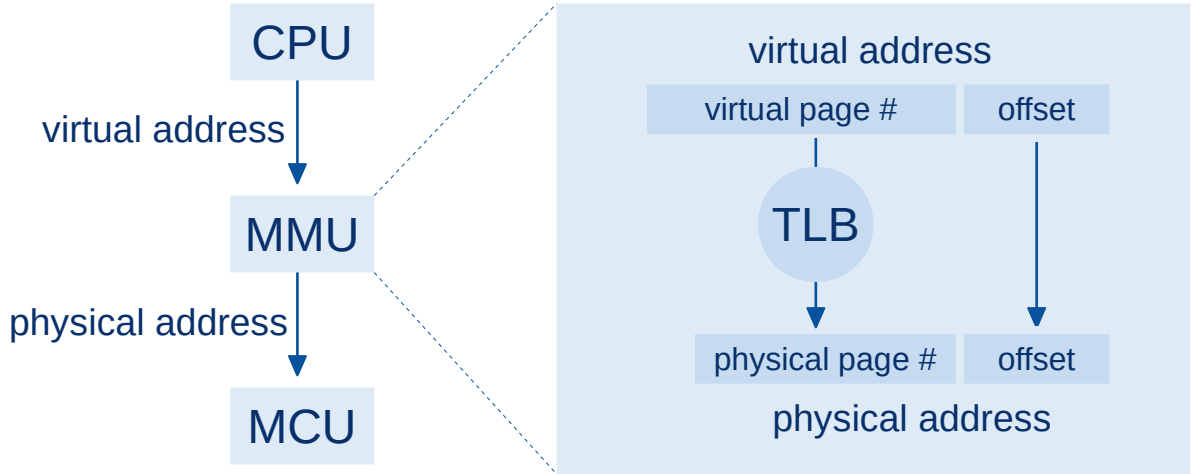 CPU
virtual address
MMU
physical address
MCU
virtual address
virtual page #
offset
TLB
physical page #
offset
physical address